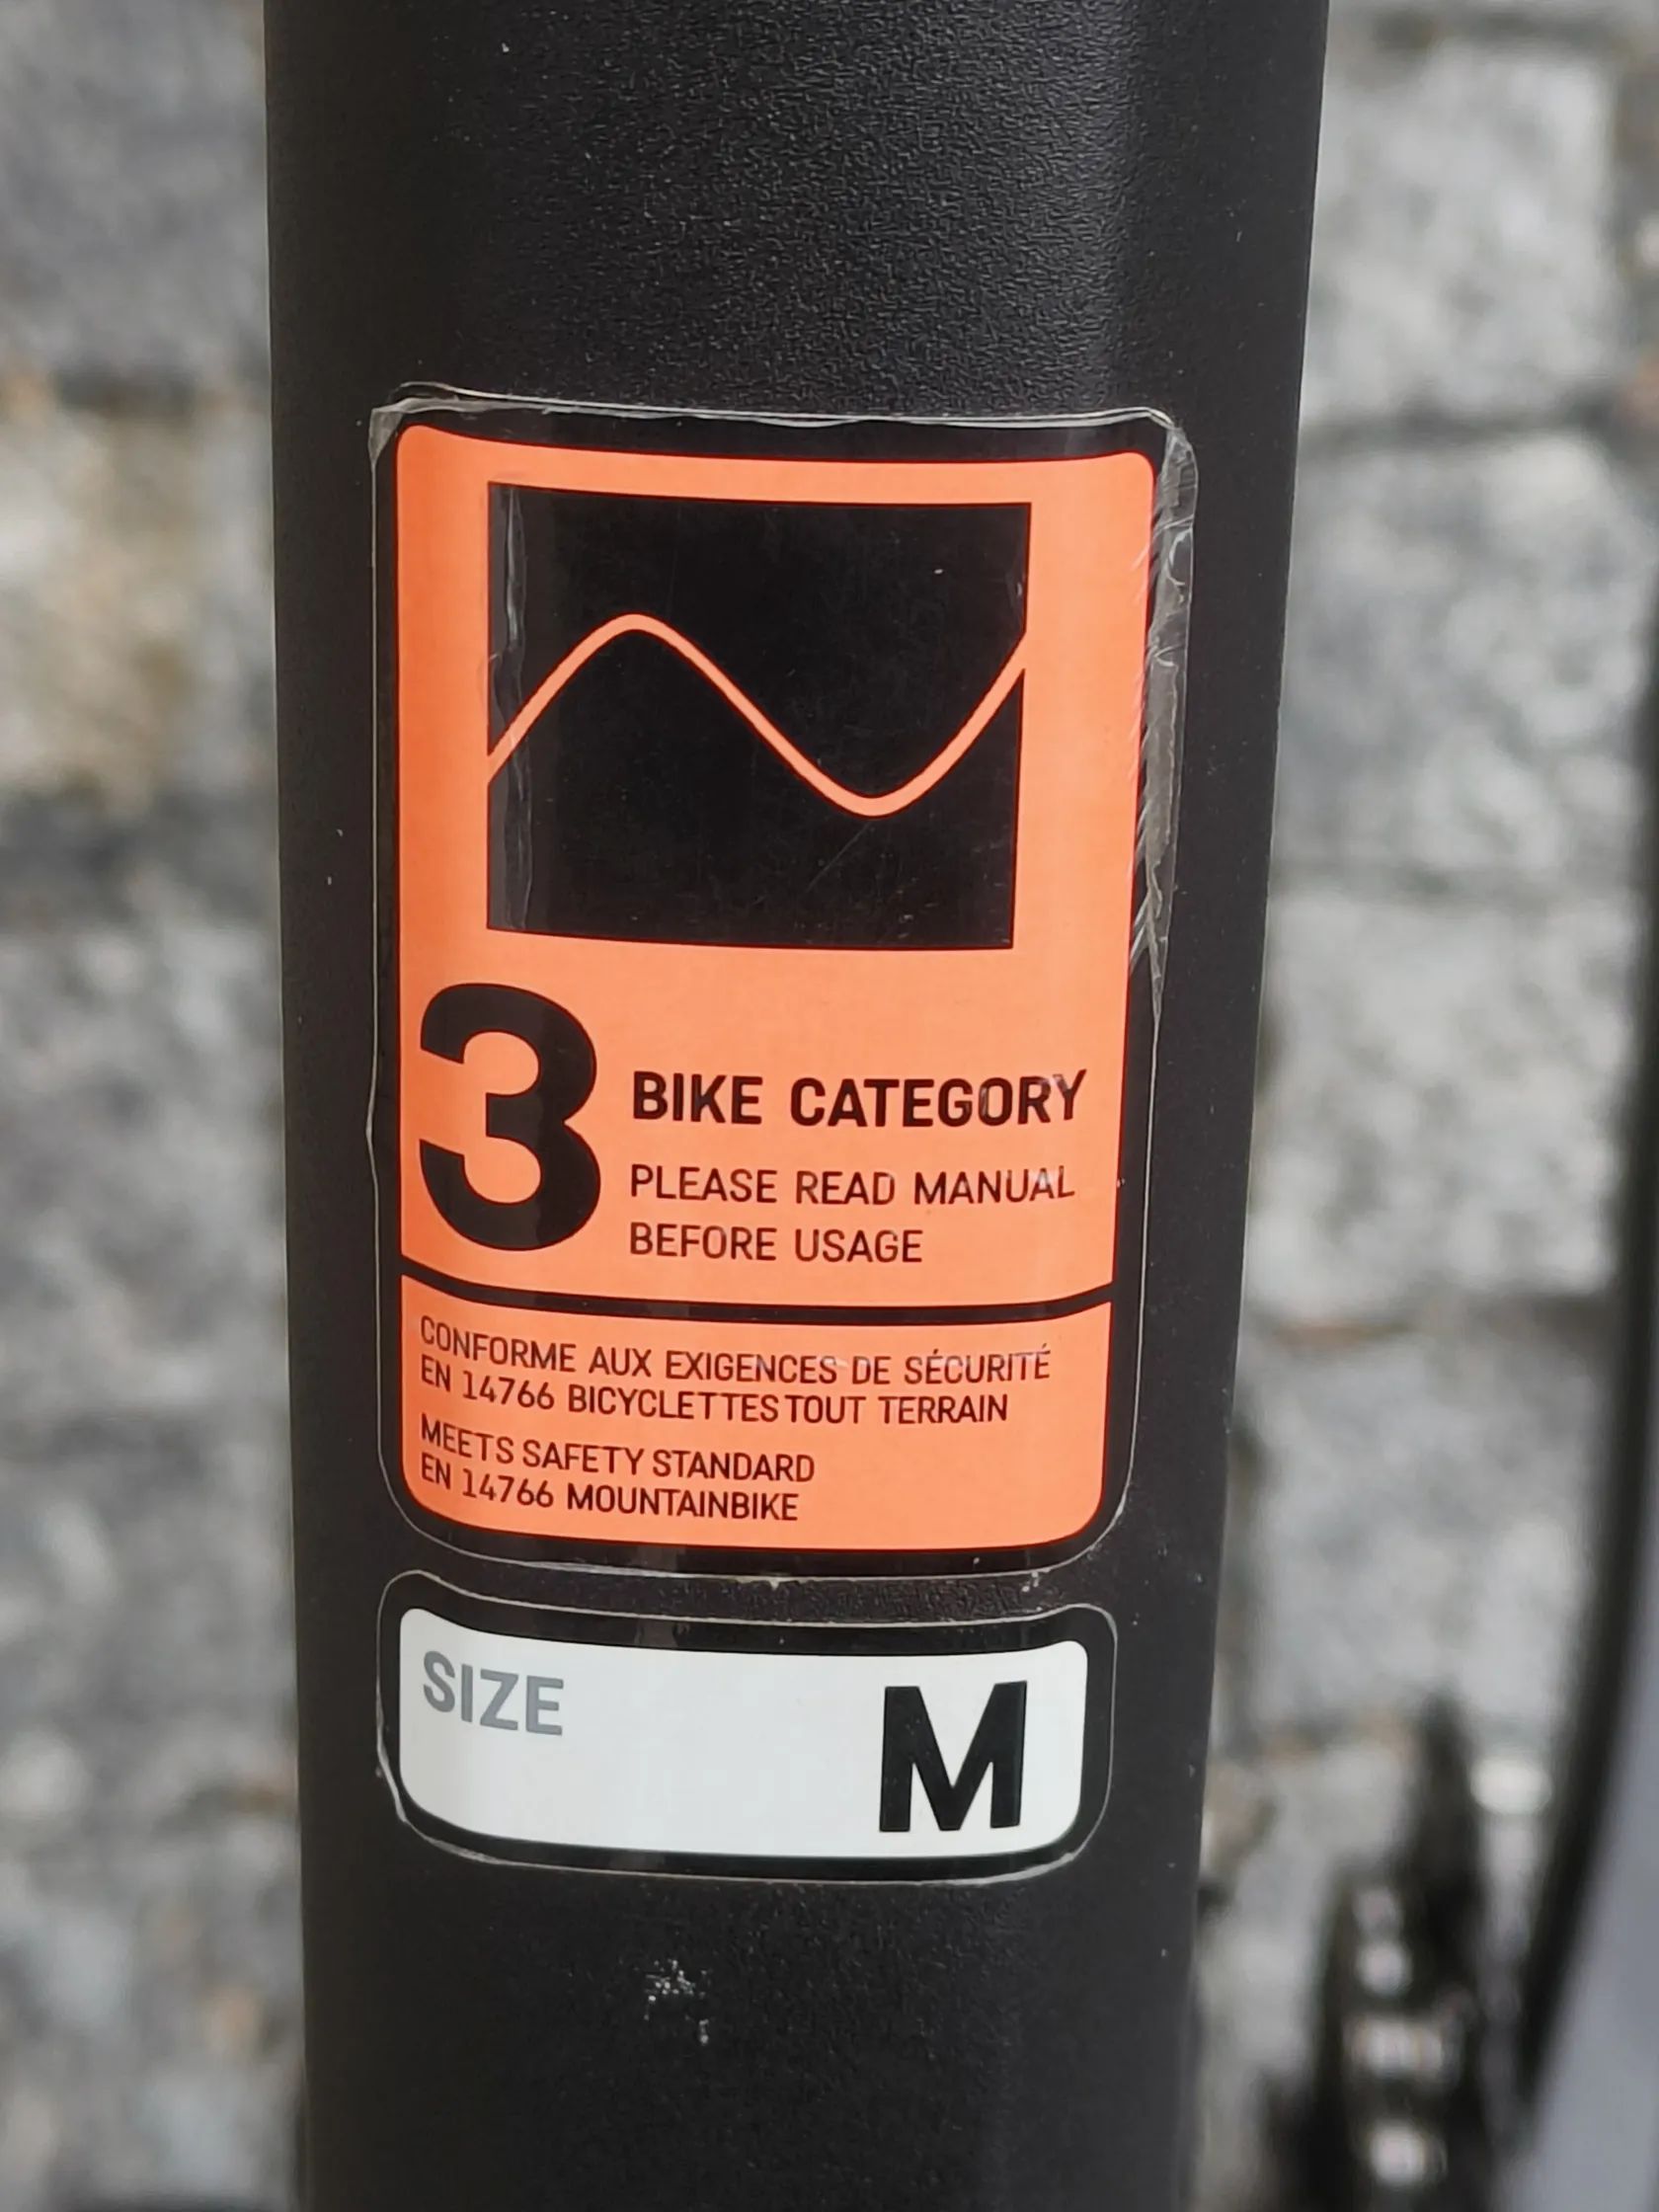 3
BIKE CATEGORY
PLEASE READ MANUAL
BEFORE USAGE
CONFORME AUX EXIGENCES DE SÉCURITÉ
EN 14766 BICYCLETTES TOUT TERRAIN
MEETS SAFETY STANDARD
EN 14766 MOUNTAINBIKE
SIZE M